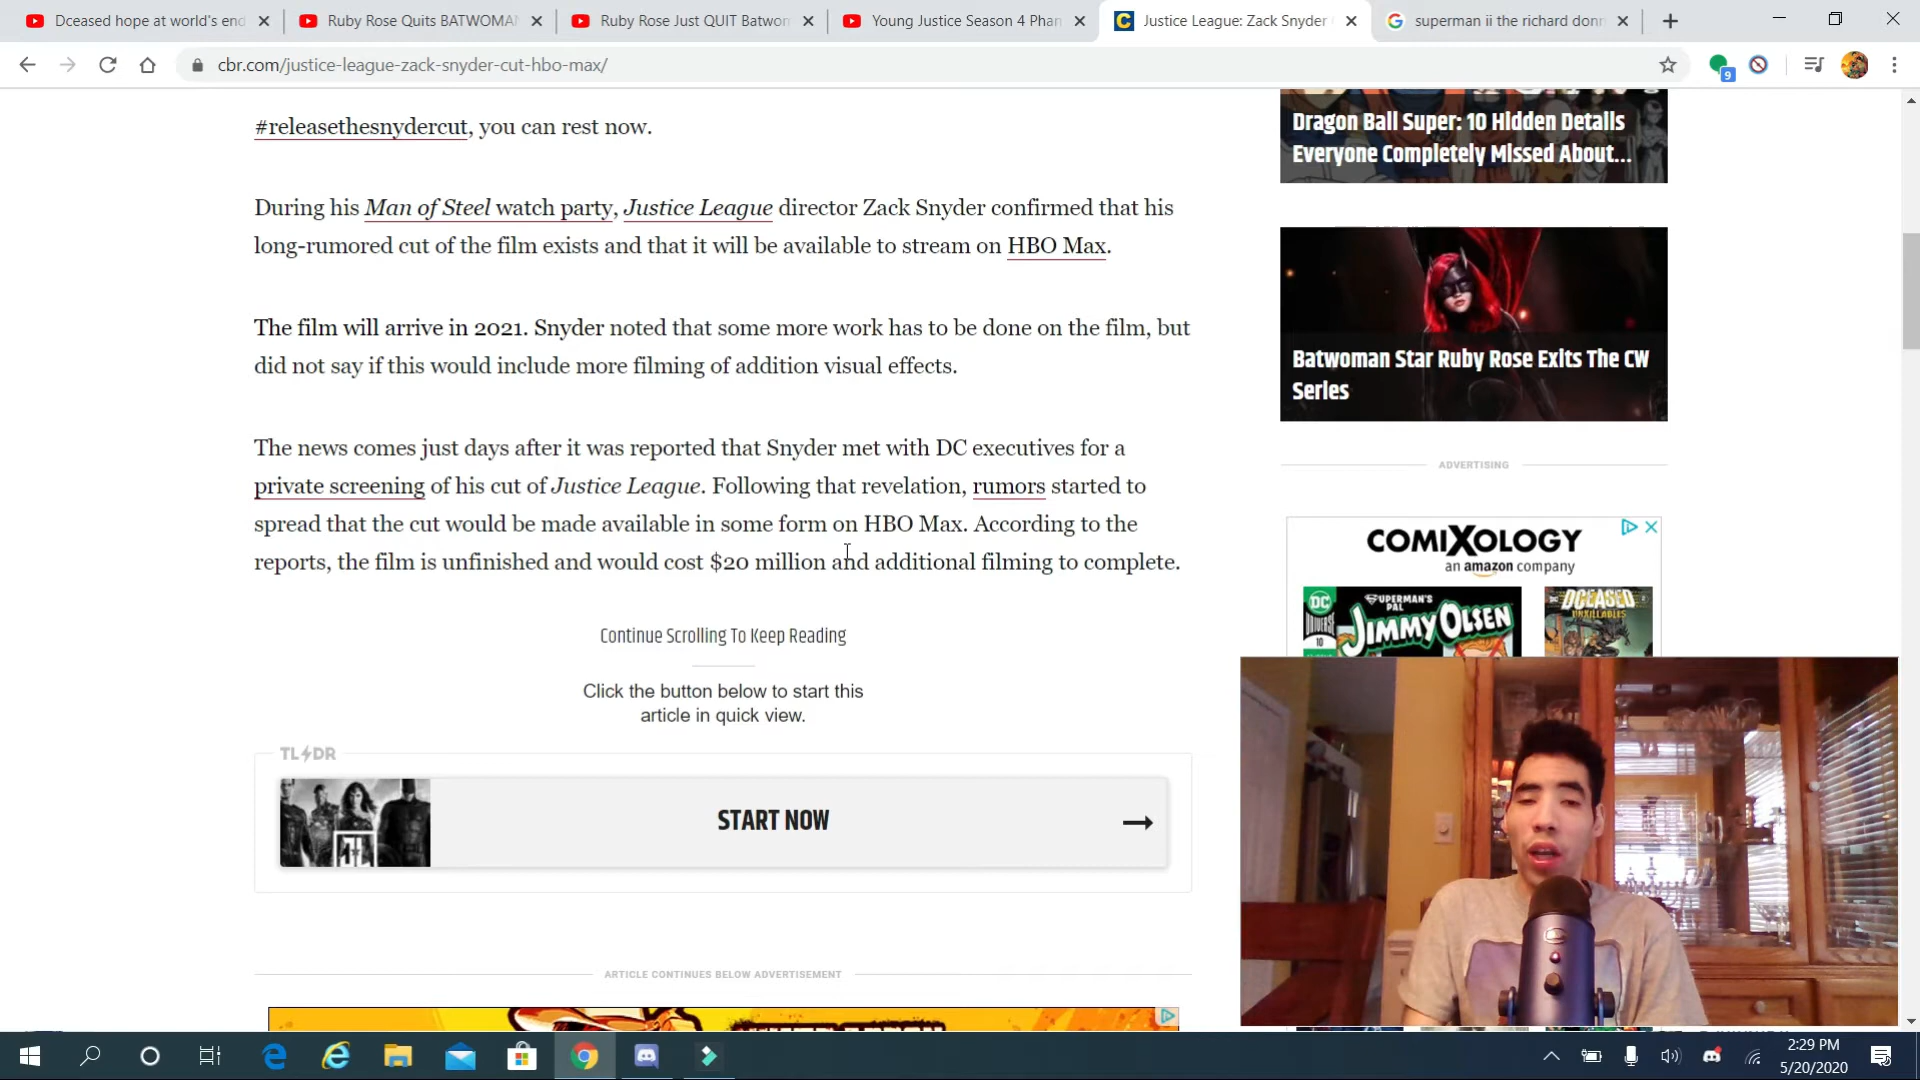 Dceased hope at world's end
Ruby Rose Quits BATWOMAN
Ruby Rose Just QUIT Batwom
Young Justice Season 4 Phan
Justice League: Zack Snyder
superman ii the richard donn
cbr.com/justice-league-zack-snyder-cut-hbo-max/
9
#releasethesnydercut, you can rest now.
During his Man of Steel watch party, Justice League director Zack Snyder confirmed that his
long-rumored cut of the film exists and that it will be available to stream on HBO Max.
The film will arrive in 2021. Snyder noted that some more work has to be done on the film, but
did not say if this would include more filming of addition visual effects.
The news comes just days after it was reported that Snyder met with DC executives for a
private screening of his cut of Justice League. Following that revelation, rumors started to
spread that the cut would be made available in some form on HBO Max. According to the
reports, the film is unfinished and would cost $20 million and additional filming to complete.
Continue Scrolling To Keep Reading
Click the button below to start this
article in quick view.
TL DR
START NOW
ARTICLE CONTINUES BELOW ADVERTISEMENT
Dragon Ball Super: 10 Hidden Details
Everyone Completely Missed About...
Batwoman Star Ruby Rose Exits The CW
Series
ADVERTISING
COMIXOLOGY
an amazon company
DC
UNIVERSE
10
SUPERMAN'S
PAL
JIMMY OLSEN
DCEASED
UNKILLABLES
2:29 PM
5/20/2020